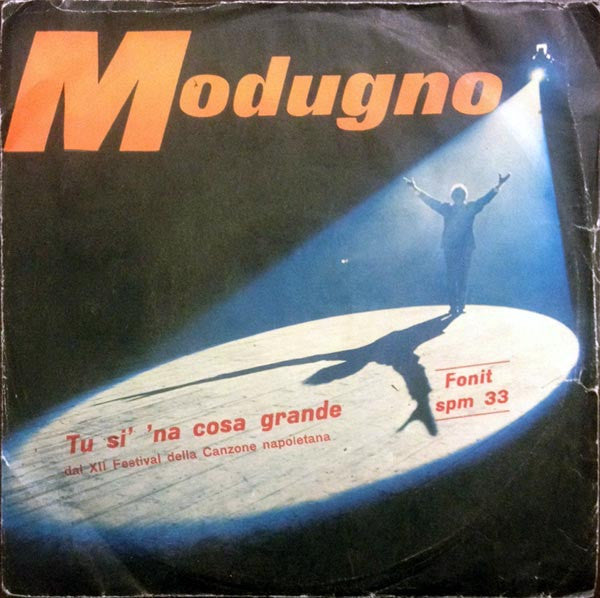 Modugno
Tu si' 'na cosa grande
dal XII Festival della Canzone napoletana
Fonit
spm 33